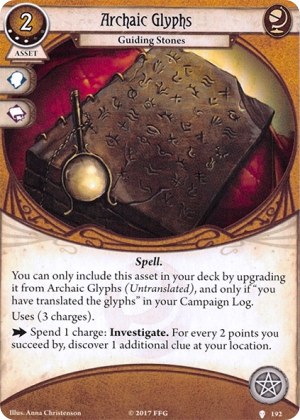 2
Archaic Glyphs
ASSET
Guiding Stones
Spell.
You can only include this asset in your deck by upgrading
it from Archaic Glyphs (Untranslated), and only if “you
have translated the glyphs” in your Campaign Log.
Uses (3 charges).
Spend 1 charge: Investigate. For every 2 points you
succeed by, discover 1 additional clue at your location.
Illus. Anna Christenson
© 2017 FFG
192